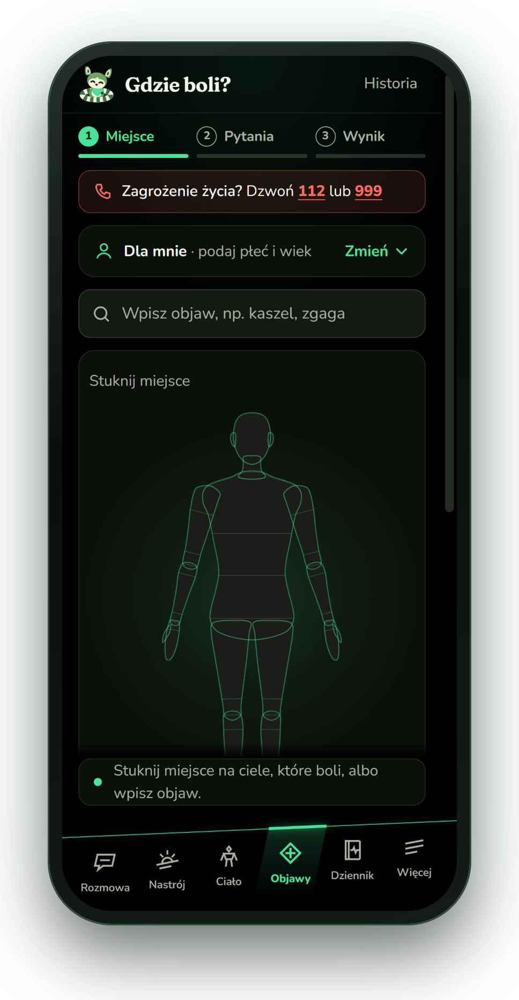 Gdzie boli?
Historia
1 Miejsce
2 Pytania
3 Wynik
Zagrożenie życia? Dzwoń 112 lub 999
Dla mnie · podaj płeć i wiek
Zmień
Wpisz objaw, np. kaszel, zgaga
Stuknij miejsce
Stuknij miejsce na ciele, które boli, albo
wpisz objaw.
Rozmowa
Nastrój
Ciało
Objawy
Dziennik
Więcej